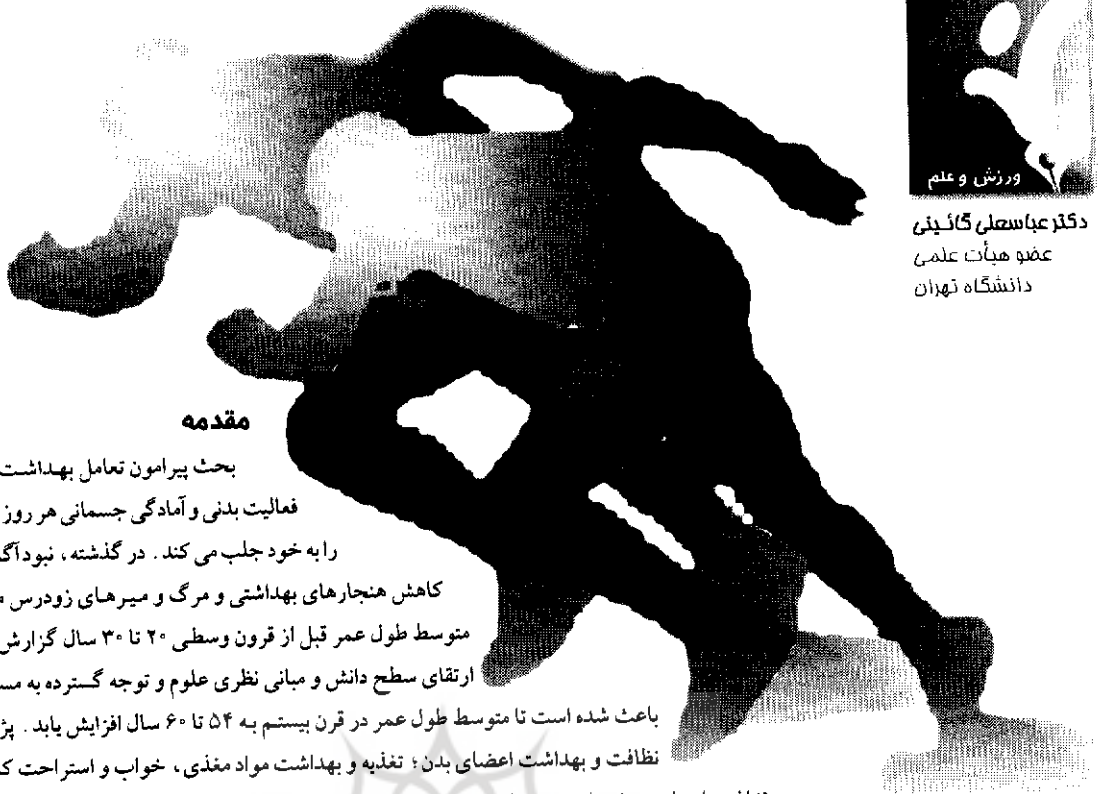 ورزش و علم
دکتر عباسعلی گائینی
عضو هیأت علمی
دانشگاه تهران
مقدمه
بحث پیرامون تعامل بهداشت
فعالیت بدنی و آمادگی جسمانی هر روز
را به خود جلب می کند. در گذشته، نبود
کاهش هنجارهای بهداشتی و مرگ و میرهای زودرس
متوسط طول عمر قبل از قرون وسطی ۲۰ تا ۳۰ سال گزارش
ارتقای سطح دانش و مبانی نظری علوم و توجه گسترده به
باعث شده است تا متوسط طول عمر در قرن بیستم به ۵۴ تا ۶۰ سال افزایش یابد.
نظافت و بهداشت اعضای بدن؛ تغذیه و بهداشت مواد مغذی، خواب و استراحت